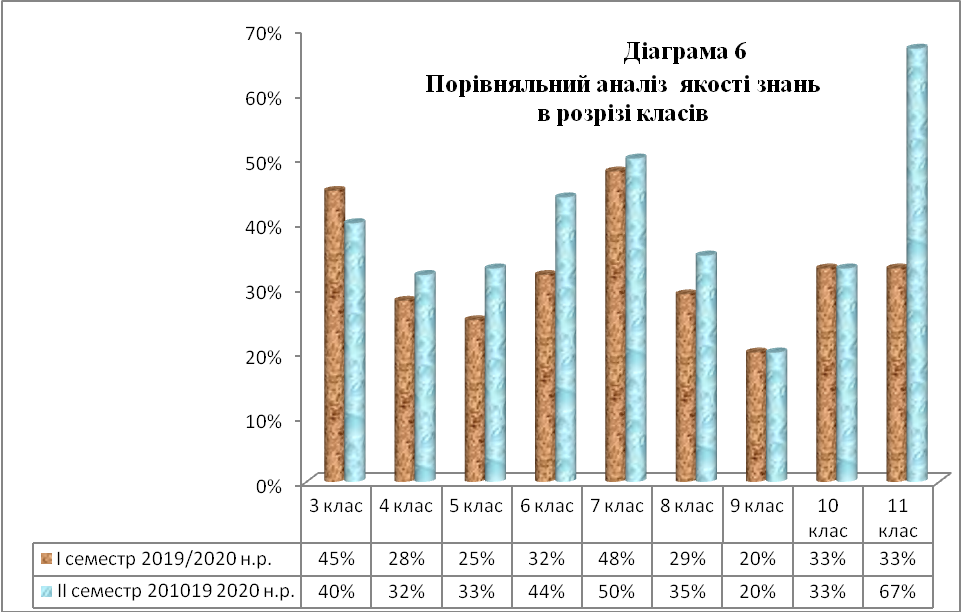 Діаграма 6
Порівняльний аналіз якості знань
в розрізі класів
70%
60%
50%
40%
30%
20%
10%
0%
3 клас 4 клас 5 клас 6 клас 7 клас 8 клас 9 клас 10 клас 11 клас
І семестр 2019/2020 н.р. 45% 28% 25% 32% 48% 29% 20% 33% 33%
ІІ семестр 201019 2020 н.р. 40% 32% 33% 44% 50% 35% 20% 33% 67%